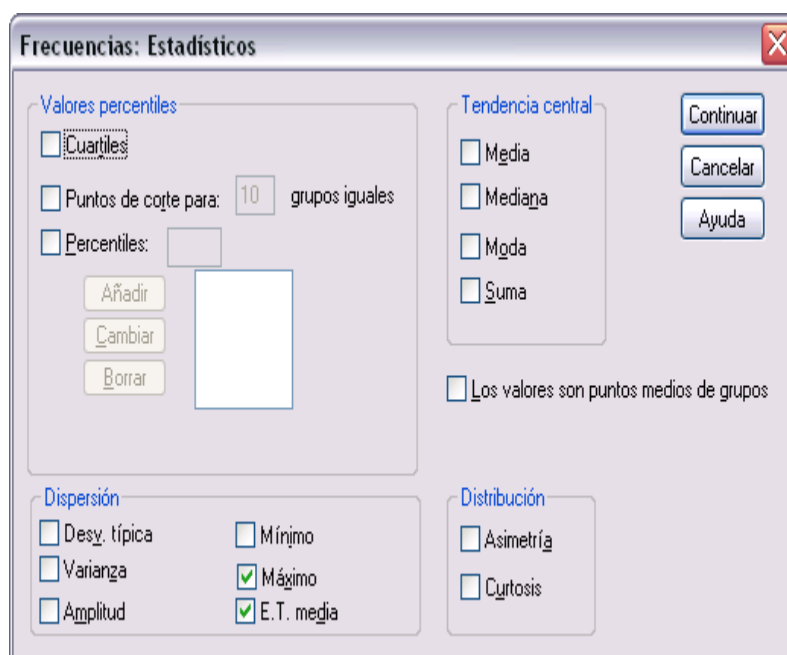 Frecuencias: Estadísticos
Valores percentiles
Cuartiles
Puntos de corte para: 10 grupos iguales
Percentiles:
Añadir
Cambiar
Borrar
Tendencia central
Media
Mediana
Moda
Suma
Continuar
Cancelar
Ayuda
Los valores son puntos medios de grupos
Dispersión
Desv. típica
Varianza
Amplitud
Mínimo
Máximo
E.T. media
Distribución
Asimetría
Curtosis